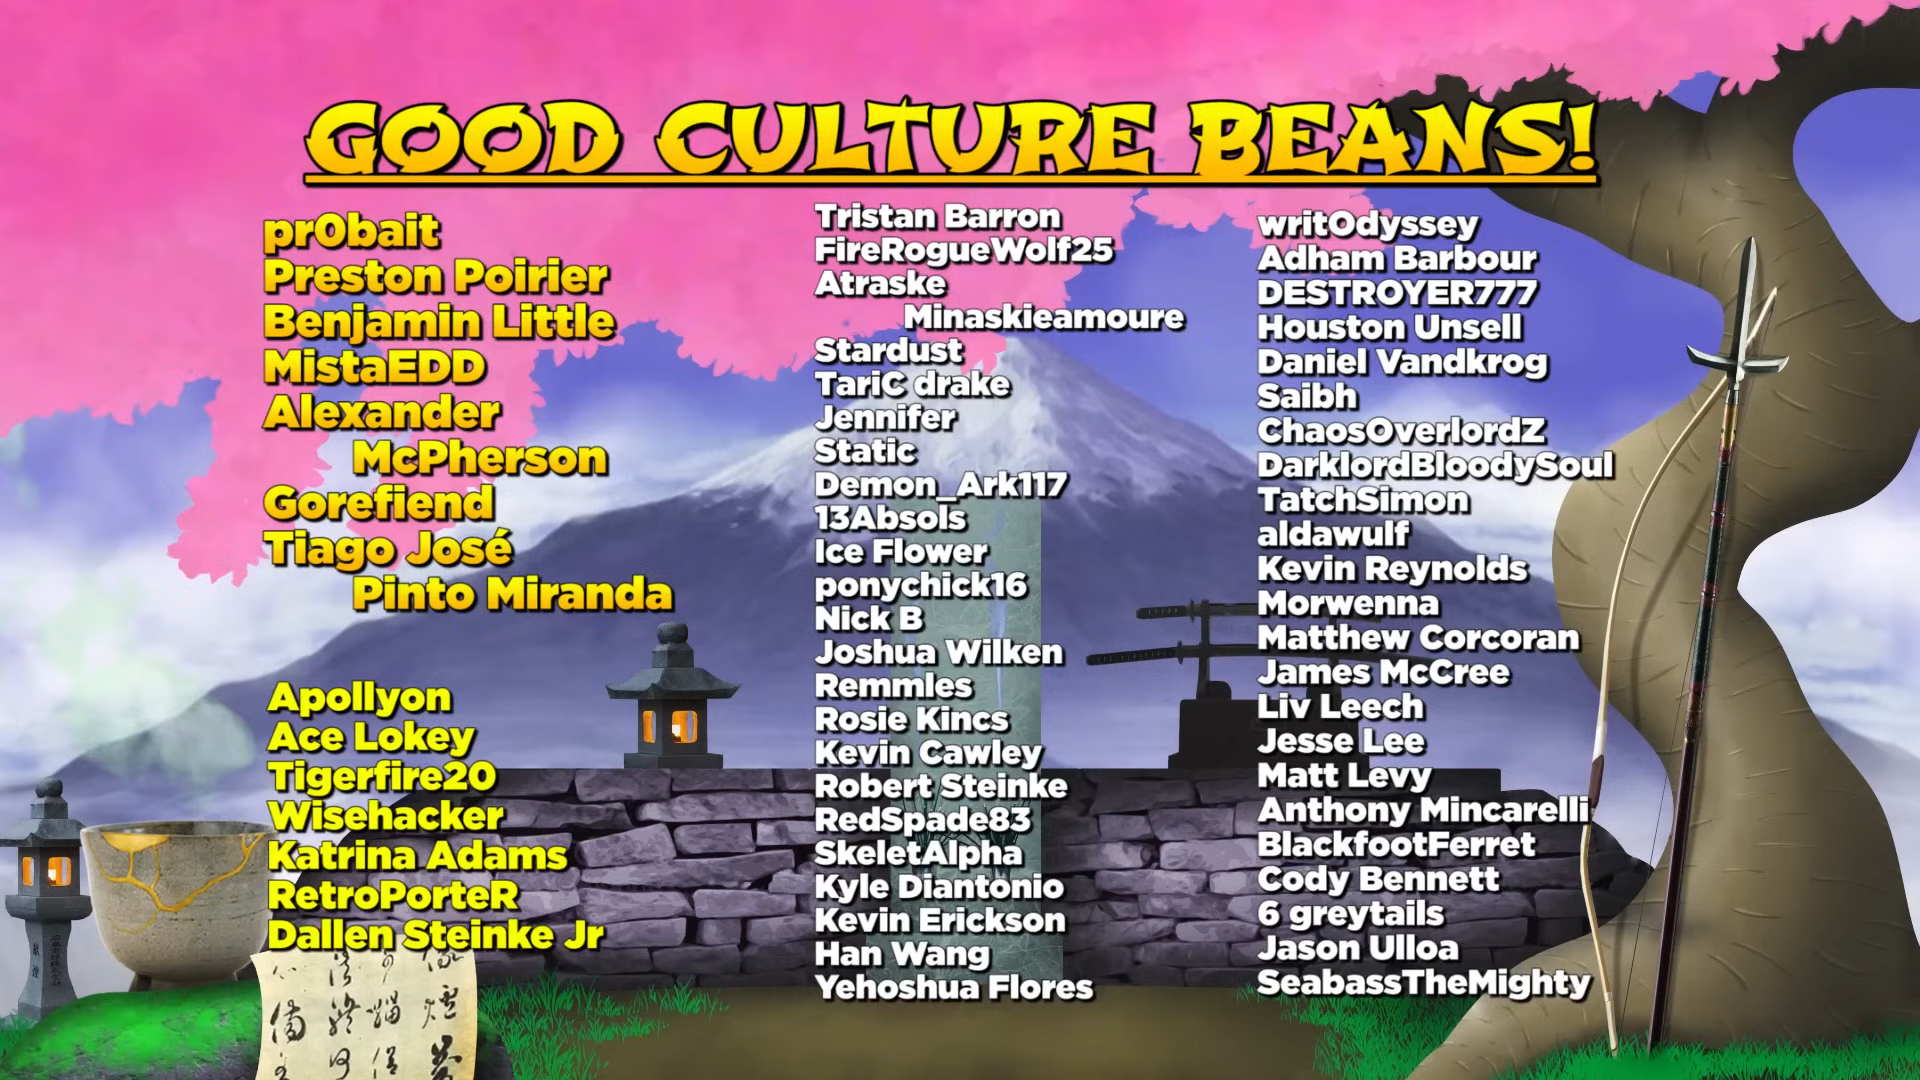 GOOD CULTURE BEANS!
pr0bait
Preston Poirier
Benjamin Little
MistaEDD
Alexander
McPherson
Gorefiend
Tiago José
Pinto Miranda
Apollyon
Ace Lokey
Tigerfire20
Wisehacker
Katrina Adams
RetroPorteR
Dallen Steinke Jr
Tristan Barron
FireRogueWolf25
Atraske
Minaskieamoure
Stardust
TariC drake
Jennifer
Static
Demon_Ark117
13Absols
Ice Flower
ponychick16
Nick B
Joshua Wilken
Remmles
Rosie Kincs
Kevin Cawley
Robert Steinke
RedSpade83
SkeletAlpha
Kyle Diantonio
Kevin Erickson
Han Wang
Yehoshua Flores
writOdyssey
Adham Barbour
DESTROYER777
Houston Unsell
Daniel Vandkrog
Saibh
ChaosOverlordZ
DarklordBloodySoul
TatchSimon
aldawulf
Kevin Reynolds
Morwenna
Matthew Corcoran
James McCree
Liv Leech
Jesse Lee
Matt Levy
Anthony Mincarelli
BlackfootFerret
Cody Bennett
6 greytails
Jason Ulloa
SeabassTheMighty